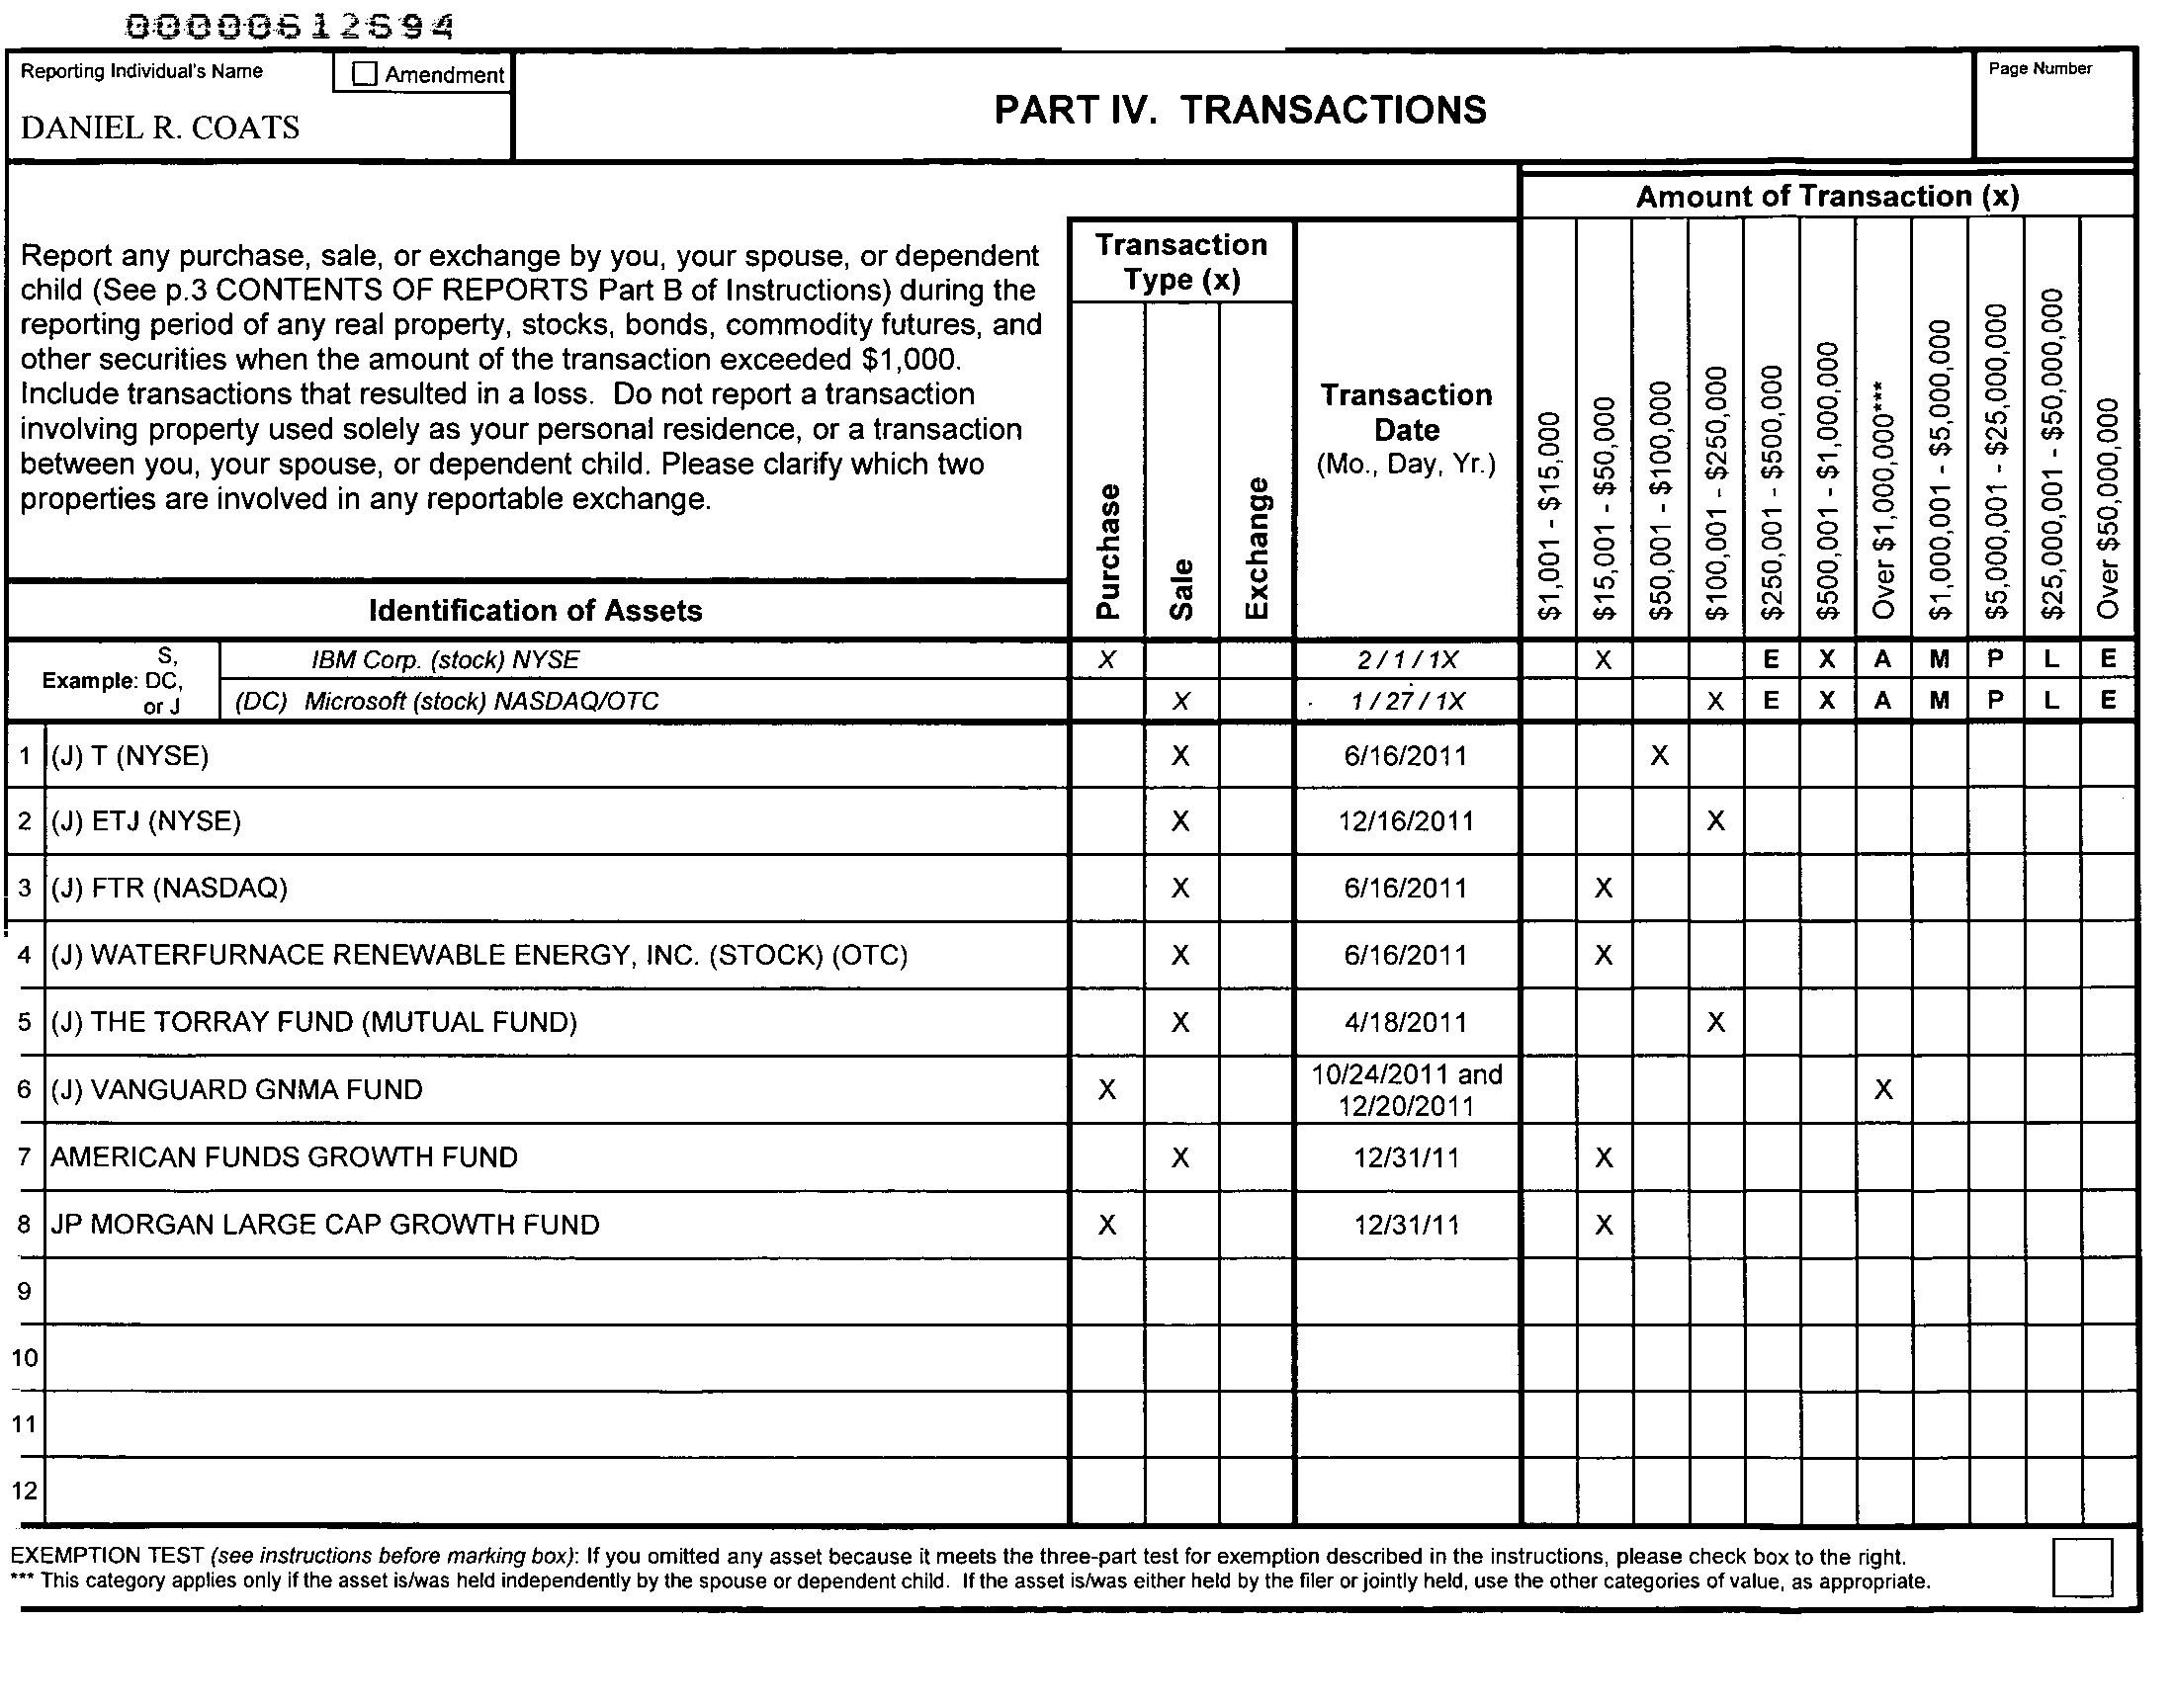 00000612694
Reporting Individual's Name
Amendment
DANIEL R. COATS
PART IV. TRANSACTIONS
Page Number
Report any purchase, sale, or exchange by you, your spouse, or dependent
child (See p.3 CONTENTS OF REPORTS Part B of Instructions) during the
reporting period of any real property, stocks, bonds, commodity futures, and
other securities when the amount of the transaction exceeded $1,000.
Include transactions that resulted in a loss. Do not report a transaction
involving property used solely as your personal residence, or a transaction
between you, your spouse, or dependent child. Please clarify which two
properties are involved in any reportable exchange.
Identification of Assets
Transaction
Type (x)
Purchase
Sale
Exchange
Transaction
Date
(Mo., Day, Yr.)
Amount of Transaction (x)
$1,001 - $15,000
$15,001 - $50,000
$50,001 - $100,000
$100,001 - $250,000
$250,001 - $500,000
$500,001 - $1,000,000
Over $1,000,000***
$1,000,001 - $5,000,000
$5,000,001 - $25,000,000
$25,000,001 - $50,000,000
Over $50,000,000
Example:
S,
DC,
or J
IBM Corp. (stock) NYSE X 2 / 1 / 1X X E X A M P L E
(DC) Microsoft (stock) NASDAQ/OTC X 1 / 27 / 1X X E X A M P L E
1 (J) T (NYSE) X 6/16/2011 X
2 (J) ETJ (NYSE) X 12/16/2011 X
3 (J) FTR (NASDAQ) X 6/16/2011 X
4 (J) WATERFURNACE RENEWABLE ENERGY, INC. (STOCK) (OTC) X 6/16/2011 X
5 (J) THE TORRAY FUND (MUTUAL FUND) X 4/18/2011 X
6 (J) VANGUARD GNMA FUND X 10/24/2011 and
12/20/2011 X
7 AMERICAN FUNDS GROWTH FUND X 12/31/11 X
8 JP MORGAN LARGE CAP GROWTH FUND X 12/31/11 X
9
10
11
12
EXEMPTION TEST (see instructions before marking box): If you omitted any asset because it meets the three-part test for exemption described in the instructions, please check box to the right.
*** This category applies only if the asset is/was held independently by the spouse or dependent child. If the asset is/was either held by the filer or jointly held, use the other categories of value, as appropriate.